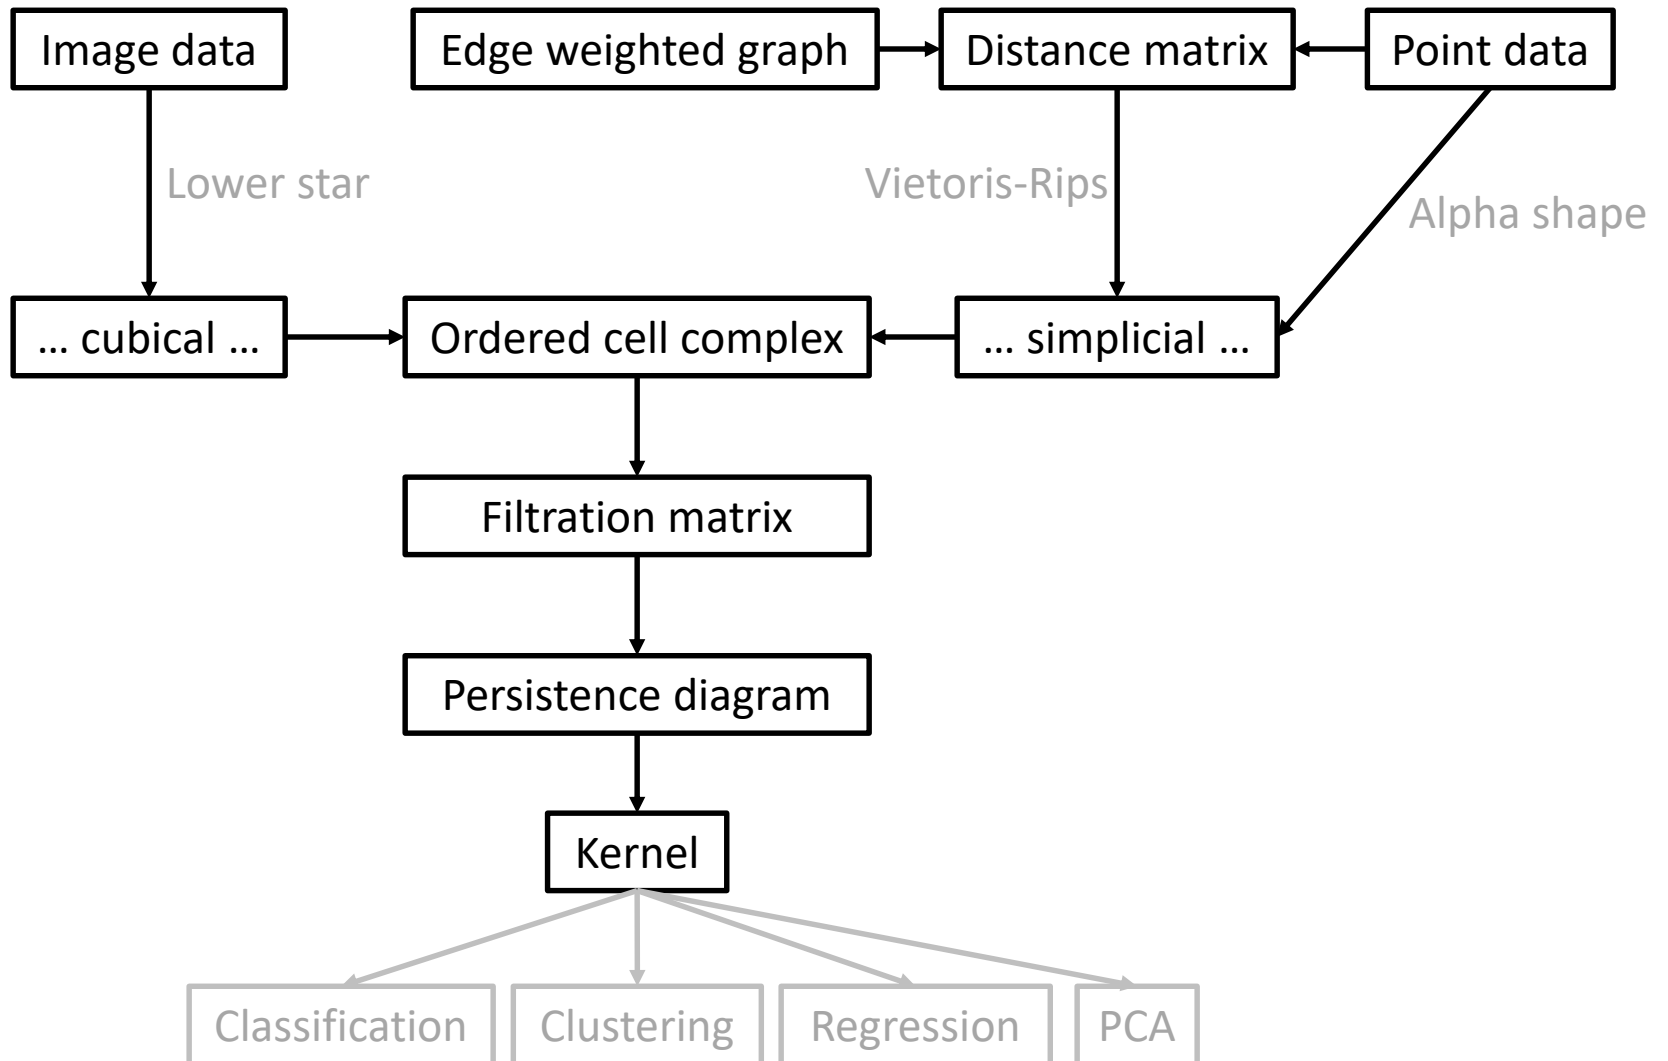 Image data
Edge weighted graph
Distance matrix
Point data
Lower star
Vietoris-Rips
Alpha shape
... cubical ...
Ordered cell complex
... simplicial ...
Filtration matrix
Persistence diagram
Kernel
Classification
Clustering
Regression
PCA